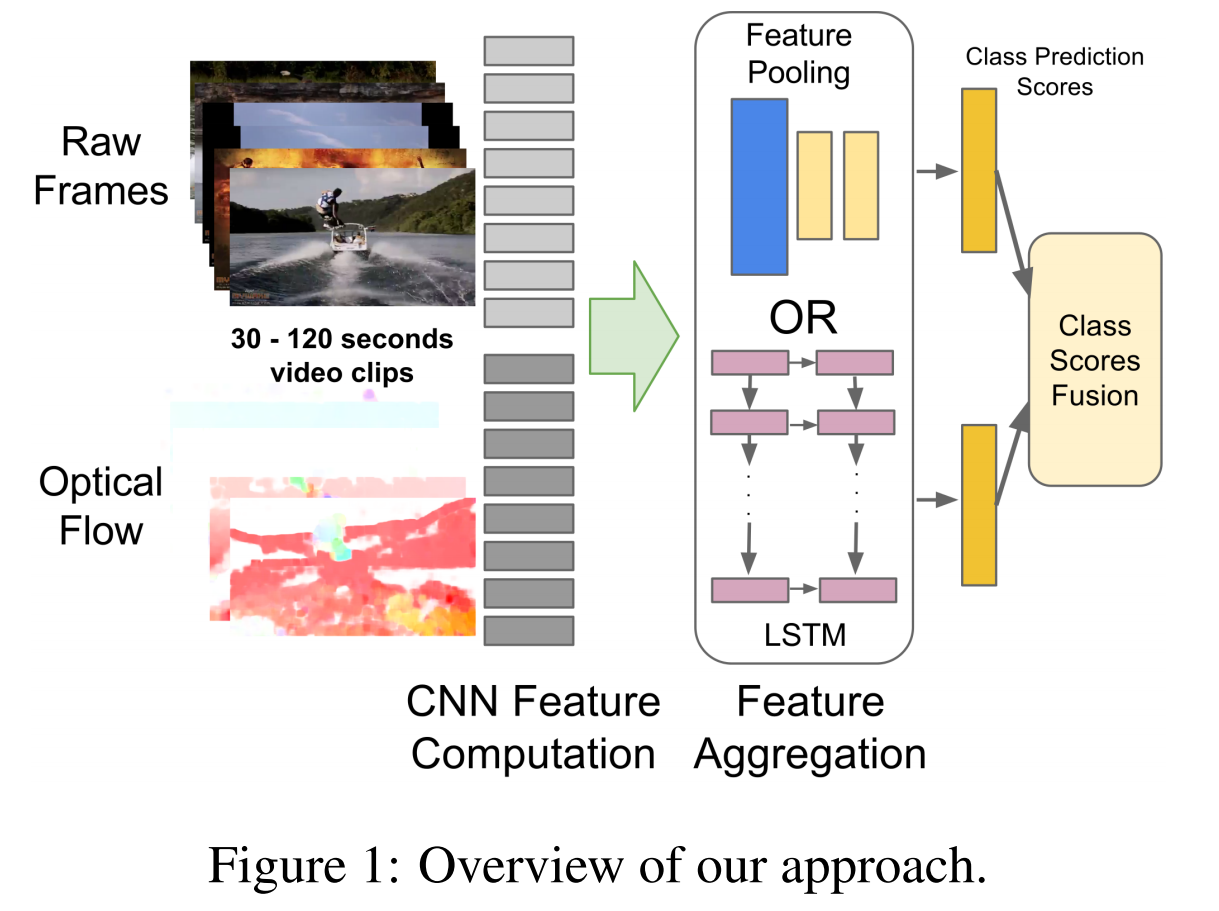 Raw
Frames
30 - 120 seconds
video clips
Optical
Flow
CNN Feature
Computation
Feature
Pooling
OR
LSTM
Feature
Aggregation
Class Prediction
Scores
Class
Scores
Fusion
Figure 1: Overview of our approach.